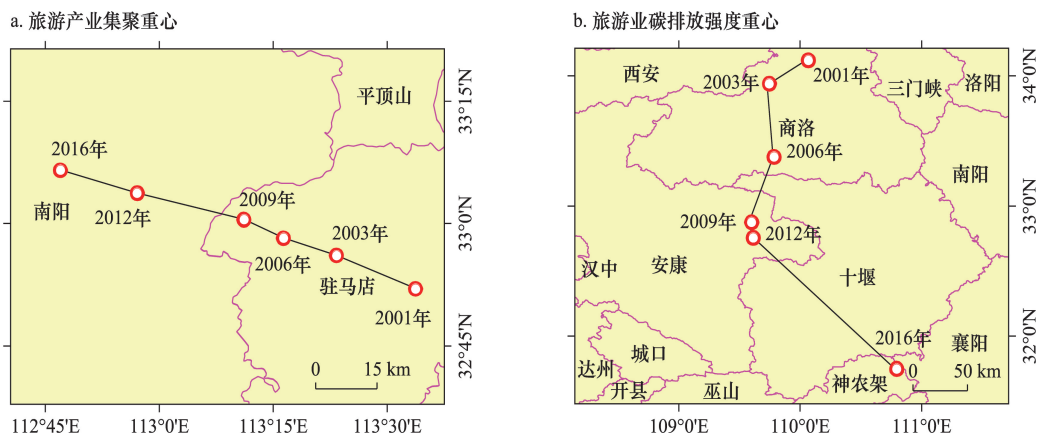 a. 旅游产业集聚重心
平顶山
2016年
南阳
2012年
2009年
2006年
2003年
驻马店
2001年
0 15 km
33°15'N
33°0'N
32°45'N
112°45'E 113°0'E 113°15'E 113°30'E
b. 旅游业碳排放强度重心
西安
2003年
2001年
三门峡
洛阳
商洛
2006年
南阳
2009年
2012年
汉中
安康
十堰
2016年
襄阳
城口
达州
开县
巫山
神农架
0 50 km
34°0'N
33°0'N
32°0'N
109°0'E 110°0'E 111°0'E